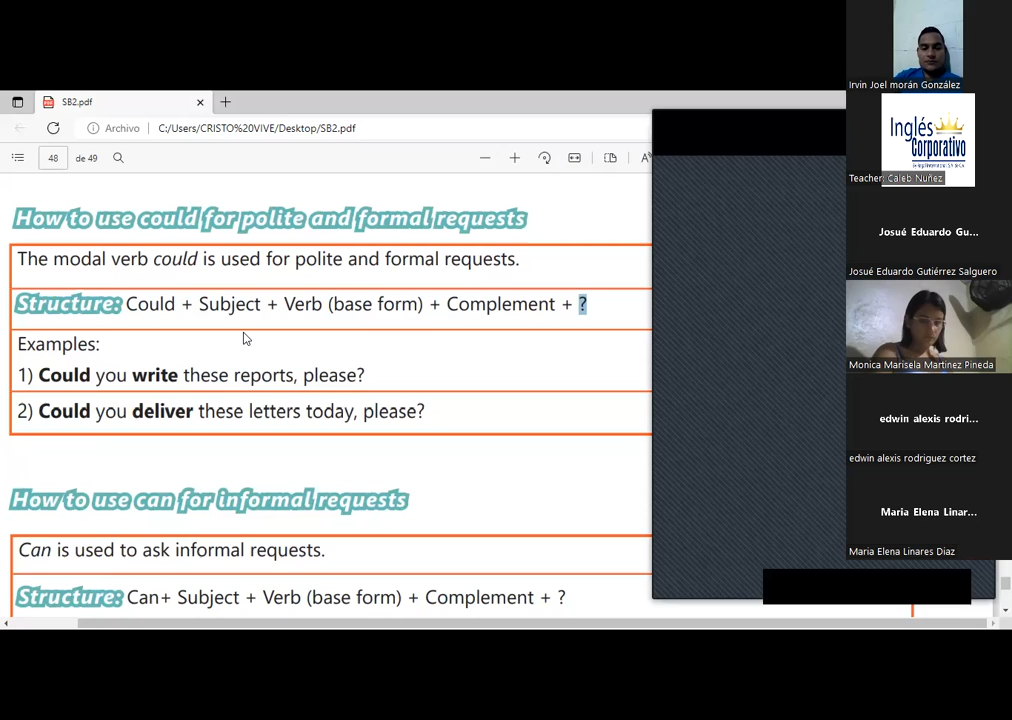 SB2.pdf
Archivo
C:/Users/CRISTO%20VIVE/Desktop/SB2.pdf
48 de 49
How to use could for polite and formal requests
The modal verb could is used for polite and formal requests.
Structure: Could + Subject + Verb (base form) + Complement + ?
Examples:
1) Could you write these reports, please?
2) Could you deliver these letters today, please?
How to use can for informal requests
Can is used to ask informal requests.
Structure: Can+ Subject + Verb (base form) + Complement + ?
Irvin Joel morán González
Inglés
Corporativo
Teacher: Caleb Nuñez
Josué Eduardo Gu...
Josué Eduardo Gutiérrez Salguero
Monica Marisela Martinez Pineda
edwin alexis rodri...
edwin alexis rodriguez cortez
Maria Elena Linar...
Maria Elena Linares Diaz